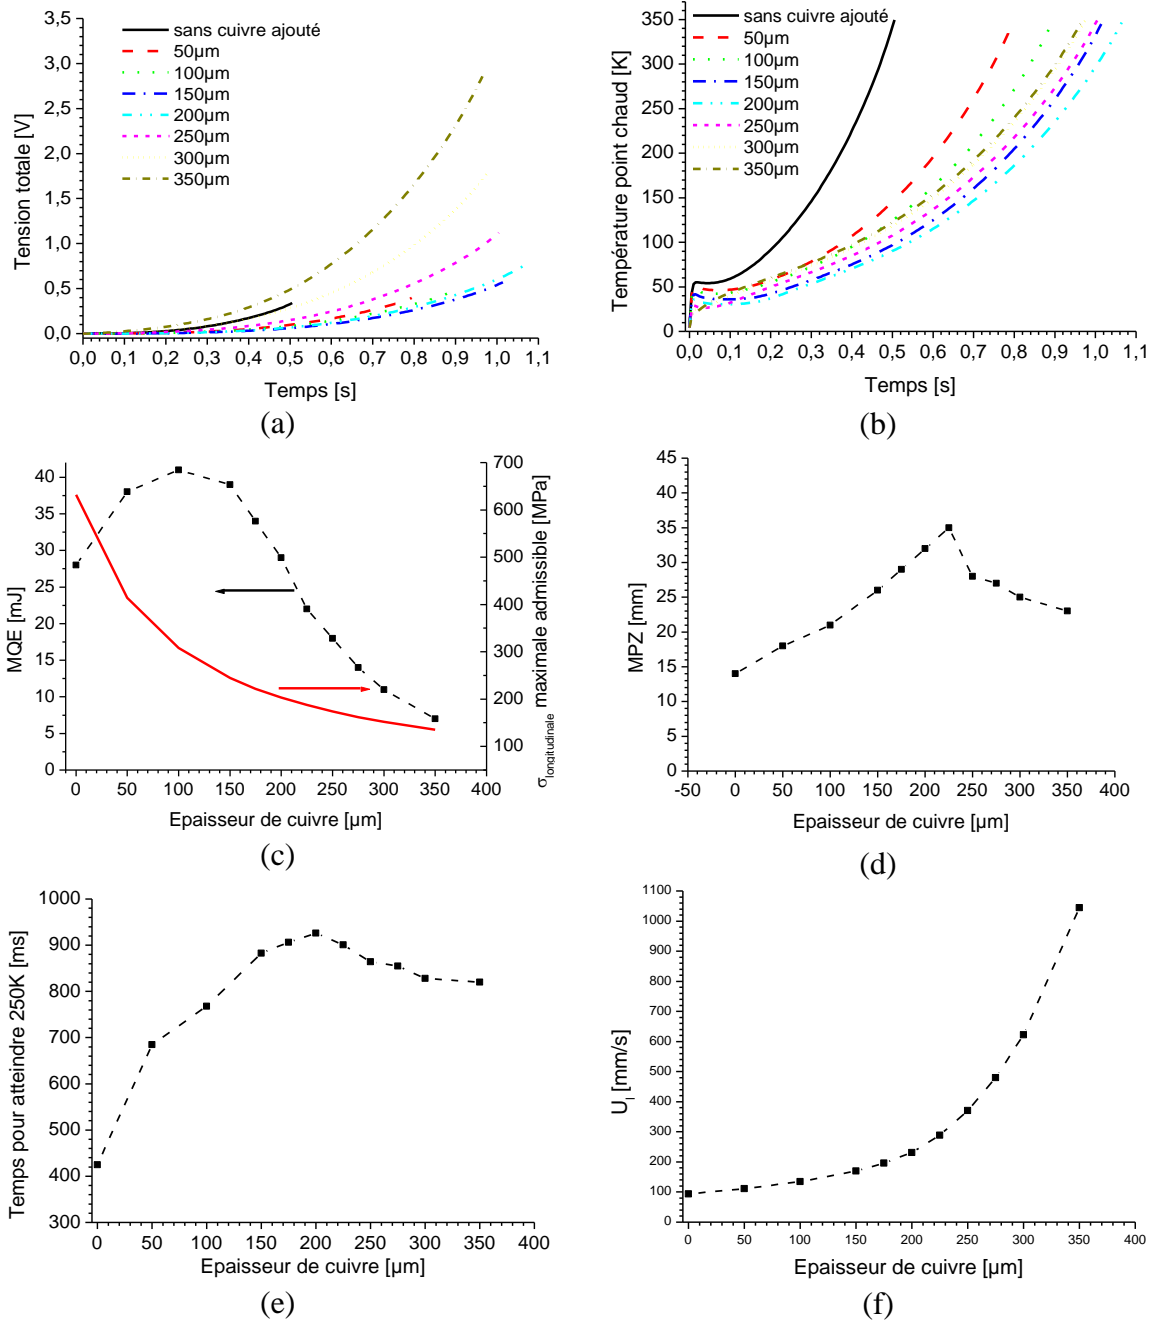 3,5
3,0
2,5
2,0
1,5
1,0
0,5
0,0
Tension totale [V]
sans cuivre ajouté
50µm
100µm
150µm
200µm
250µm
300µm
350µm
0,0 0,1 0,2 0,3 0,4 0,5 0,6 0,7 0,8 0,9 1,0 1,1
Temps [s]
(a)
350
300
250
200
150
100
50
0
Température point chaud [K]
sans cuivre ajouté
50µm
100µm
150µm
200µm
250µm
300µm
350µm
0,0 0,1 0,2 0,3 0,4 0,5 0,6 0,7 0,8 0,9 1,0 1,1
Temps [s]
(b)
40
35
30
25
20
15
10
5
0
MQE [mJ]
700
600
500
400
300
200
100
σlongitudinale maximale admissible [MPa]
0 50 100 150 200 250 300 350 400
Epaisseur de cuivre [µm]
(c)
45
40
35
30
25
20
15
10
5
0
MPZ [mm]
-50 0 50 100 150 200 250 300 350 400
Epaisseur de cuivre [µm]
(d)
1000
900
800
700
600
500
400
300
Temps pour atteindre 250K [ms]
0 50 100 150 200 250 300 350 400
Epaisseur de cuivre [µm]
(e)
1100
1000
900
800
700
600
500
400
300
200
100
0
Ul [mm/s]
0 50 100 150 200 250 300 350 400
Epaisseur de cuivre [µm]
(f)